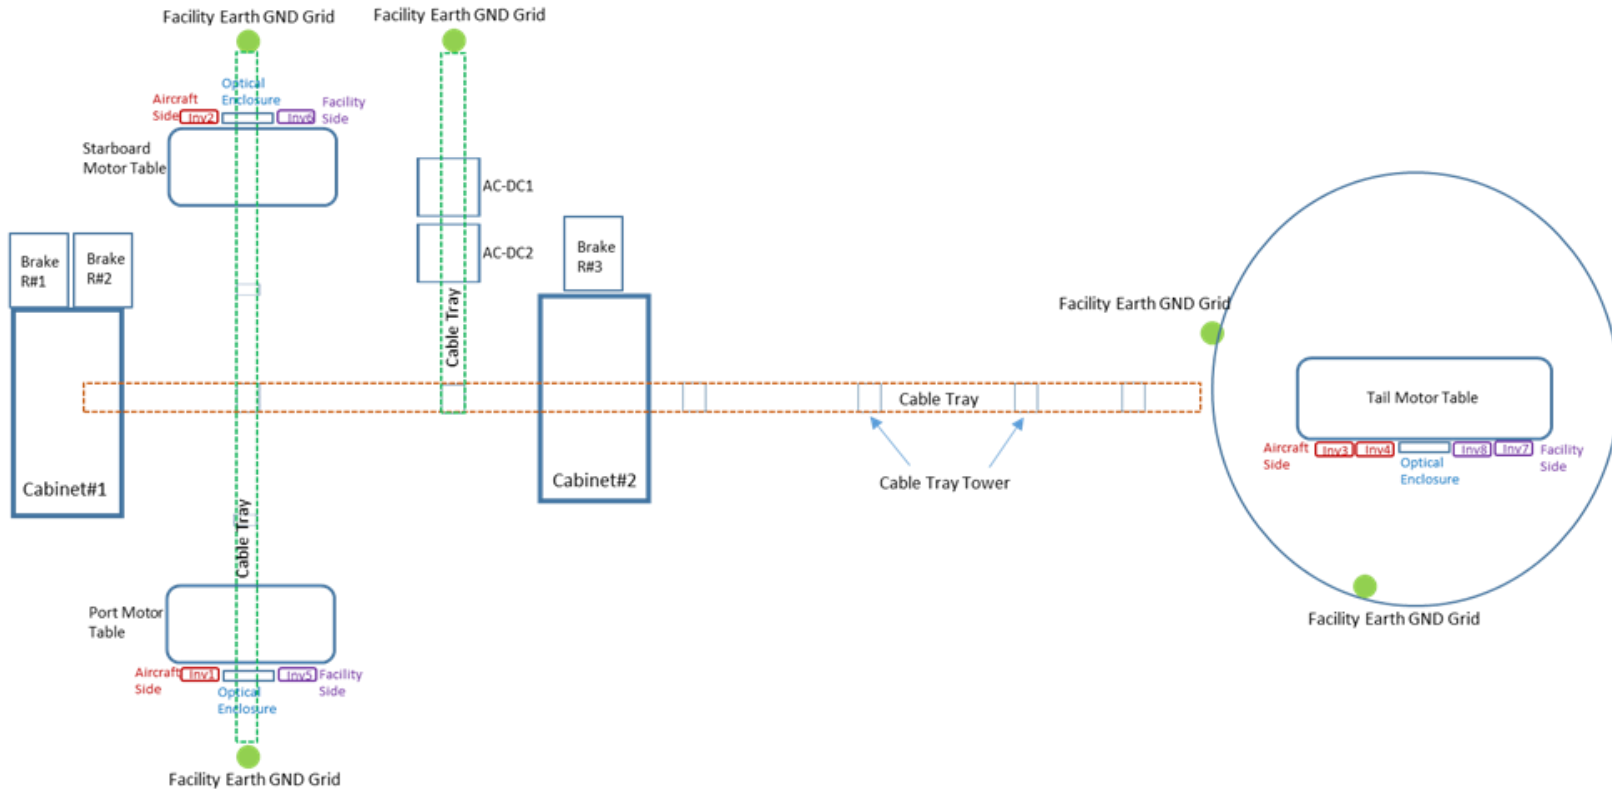 Facility Earth GND Grid
Facility Earth GND Grid
Optical
Enclosure
Aircraft
Side
Inv2
Inv6
Facility
Side
Starboard
Motor Table
AC-DC1
AC-DC2
Brake
R#1
Brake
R#2
Brake
R#3
Cable Tray
Facility Earth GND Grid
Cabinet#1
Cabinet#2
Cable Tray
Cable Tray Tower
Tail Motor Table
Aircraft
Side
Inv3
Inv4
Optical
Enclosure
Inv8
Inv7
Facility
Side
Cable Tray
Port Motor
Table
Aircraft
Side
Inv1
Optical
Enclosure
Inv5
Facility
Side
Facility Earth GND Grid
Facility Earth GND Grid